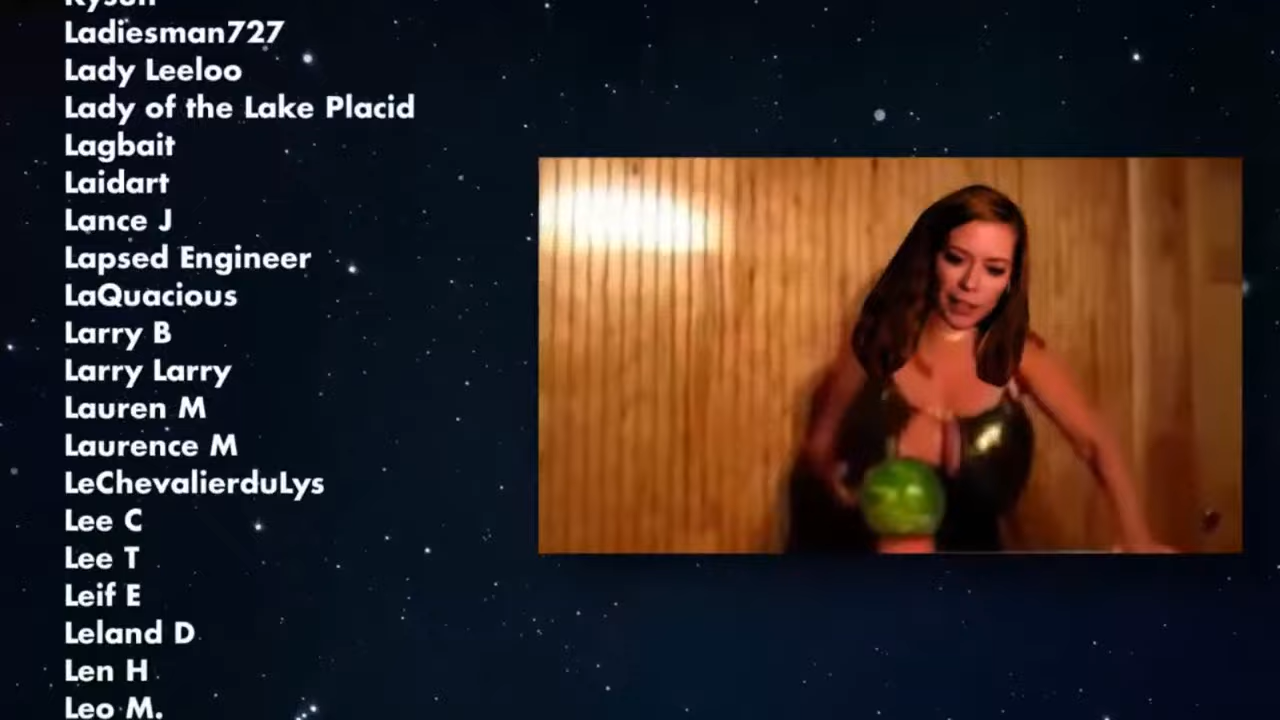 Ladiesman727
Lady Leeloo
Lady of the Lake Placid
Lagbait
Laidart
Lance J
Lapsed Engineer
LaQuacious
Larry B
Larry Larry
Lauren M
Laurence M
LeChevalierduLys
Lee C
Lee T
Leif E
Leland D
Len H
Leo M.